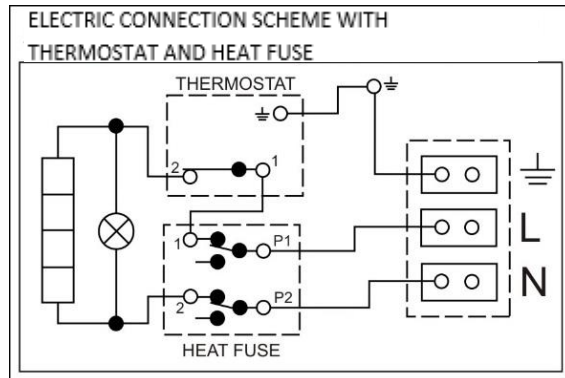 ELECTRIC CONNECTION SCHEME WITH
THERMOSTAT AND HEAT FUSE
THERMOSTAT
2
1
1
P1
L
2
P2
N
HEAT FUSE